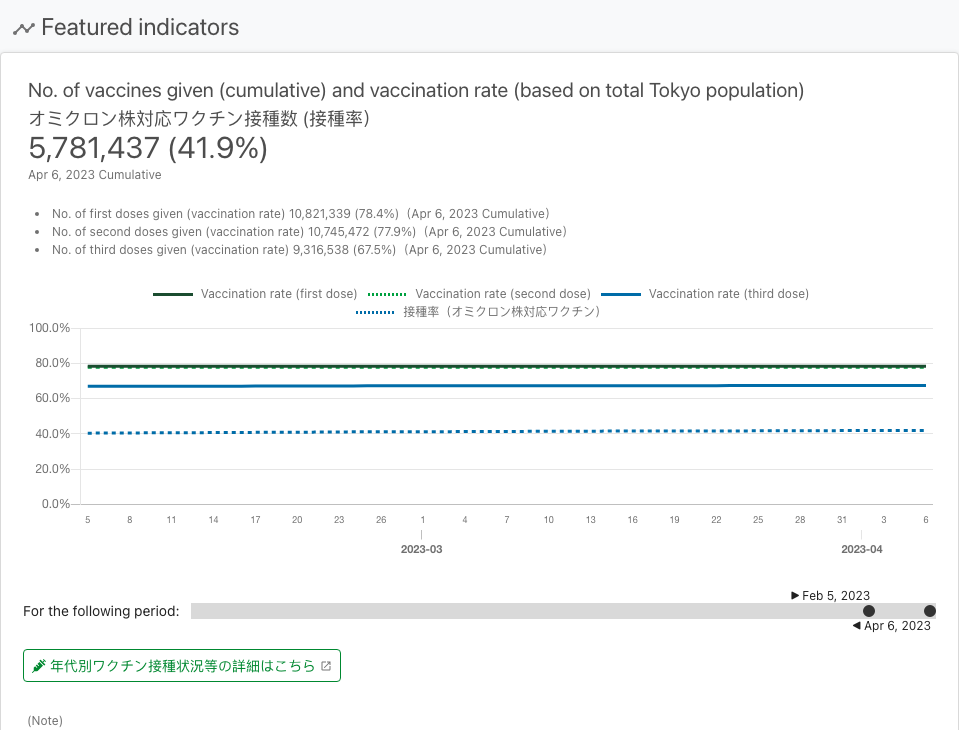 Featured indicators
No. of vaccines given (cumulative) and vaccination rate (based on total Tokyo population)
オミクロン株対応ワクチン接種数 (接種率)
5,781,437 (41.9%)
Apr 6, 2023 Cumulative
• No. of first doses given (vaccination rate) 10,821,339 (78.4%)（Apr 6, 2023 Cumulative）
• No. of second doses given (vaccination rate) 10,745,472 (77.9%)（Apr 6, 2023 Cumulative）
• No. of third doses given (vaccination rate) 9,316,538 (67.5%)（Apr 6, 2023 Cumulative）
Vaccination rate (first dose) Vaccination rate (second dose) Vaccination rate (third dose)
接種率（オミクロン株対応ワクチン）
100.0%
80.0%
60.0%
40.0%
20.0%
0.0%
5 8 11 14 17 20 23 26 1 4 7 10 13 16 19 22 25 28 31 3 6
2023-03 2023-04
▶ Feb 5, 2023
For the following period:
◀ Apr 6, 2023
年代別ワクチン接種状況等の詳細はこちら
(Note)